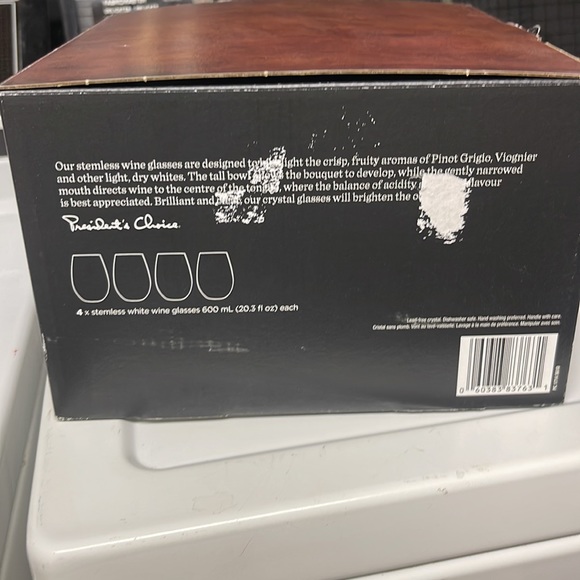 Our stemless wine glasses are designed to highlight the crisp, fruity aromas of Pinot Grigio, Viognier
and other light, dry whites. The tall bowl allows the bouquet to develop, while the gently narrowed
mouth directs wine to the centre of the tongue, where the balance of acidity flavour
is best appreciated. Brilliant and our crystal glasses will brighten the
President's Choice
4 x stemless white wine glasses 600 mL (20.3 fl oz) each
Lead-free crystal. Dishwasher safe. Hand washing preferred. Handle with care.
Cristal sans plomb. Va au lave-vaisselle. Lavage à la main de préférence. Manipuler avec soin.
0 60383 83763 1